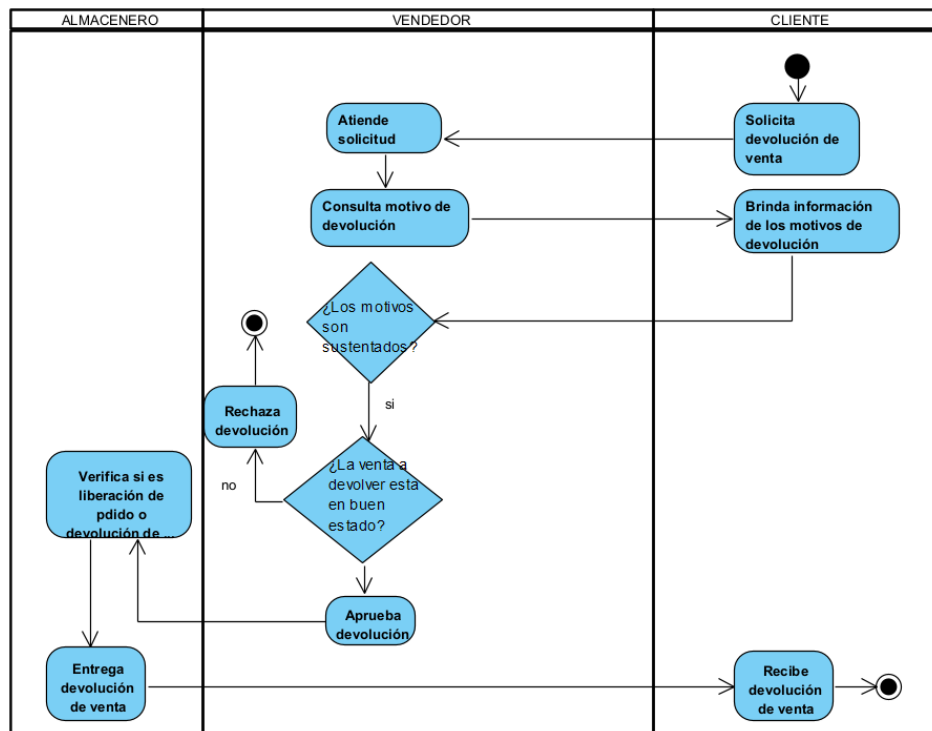 ALMACENERO
VENDEDOR
CLIENTE
Atiende
solicitud
Solicita
devolución de
venta
Consulta motivo de
devolución
Brinda información
de los motivos de
devolución
¿Los motivos
son
sustentados?
si
Rechaza
devolución
no
¿La venta a
devolver esta
en buen
estado?
Verifica si es
liberación de
pdido o
devolución de ...
Aprueba
devolución
Entrega
devolución
de venta
Recibe
devolución
de venta